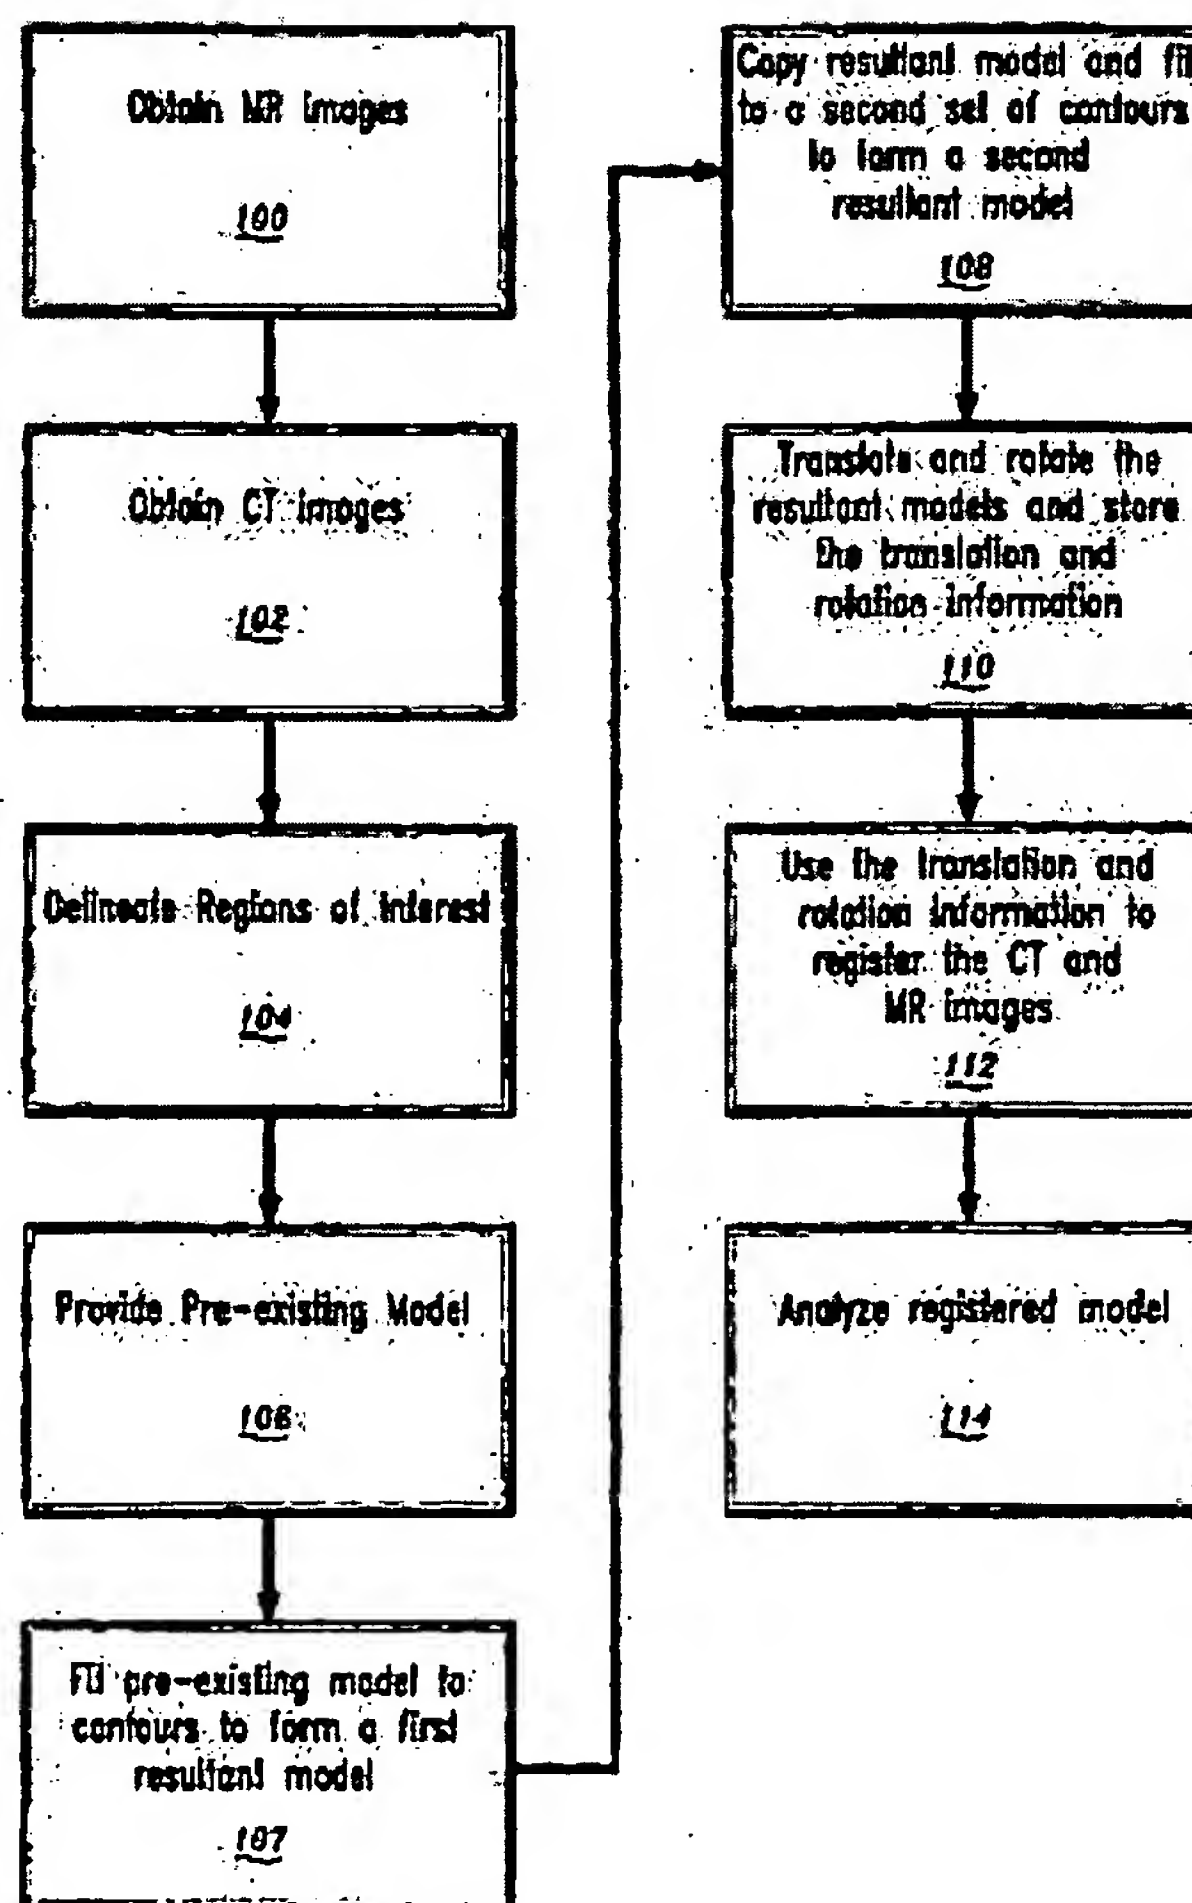 Obtain MR Images
100
Obtain CT images
102
Delineate Regions of Interest
104
Provide Pre-existing Model
106
Fit pre-existing model to
contours to form a first
resultant model
107
Copy resultant model and fit
to a second set of contours
to form a second
resultant model
108
Translate and rotate the
resultant models and store
the translation and
rotation information
110
Use the translation and
rotation information to
register the CT and
MR images
112
Analyze registered model
114